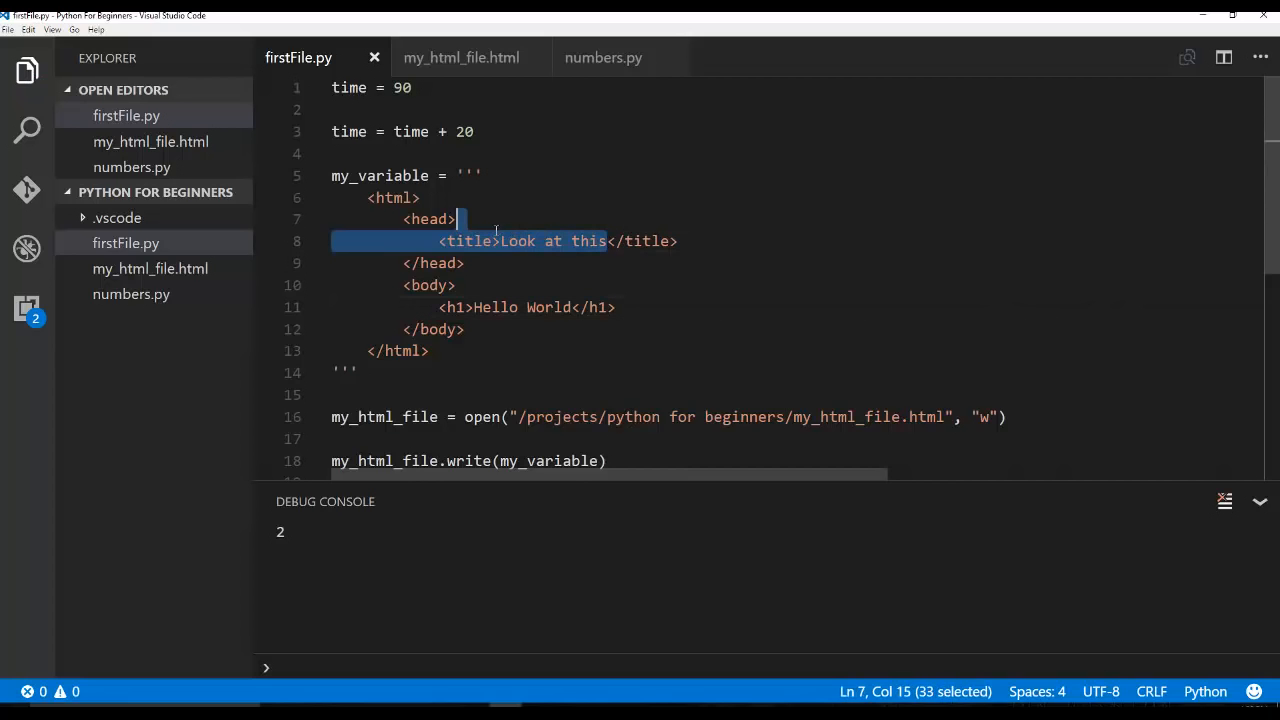 firstFile.py - Python For Beginners - Visual Studio Code
File Edit View Go Help
EXPLORER
OPEN EDITORS
firstFile.py
my_html_file.html
numbers.py
PYTHON FOR BEGINNERS
.vscode
firstFile.py
my_html_file.html
numbers.py
2
firstFile.py my_html_file.html numbers.py
1 time = 90
2
3 time = time + 20
4
5 my_variable = '''
6 <html>
7 <head>
8 <title>Look at this</title>
9 </head>
10 <body>
11 <h1>Hello World</h1>
12 </body>
13 </html>
14 '''
15
16 my_html_file = open("/projects/python for beginners/my_html_file.html", "w")
17
18 my_html_file.write(my_variable)
DEBUG CONSOLE
2
0 0 Ln 7, Col 15 (33 selected) Spaces: 4 UTF-8 CRLF Python